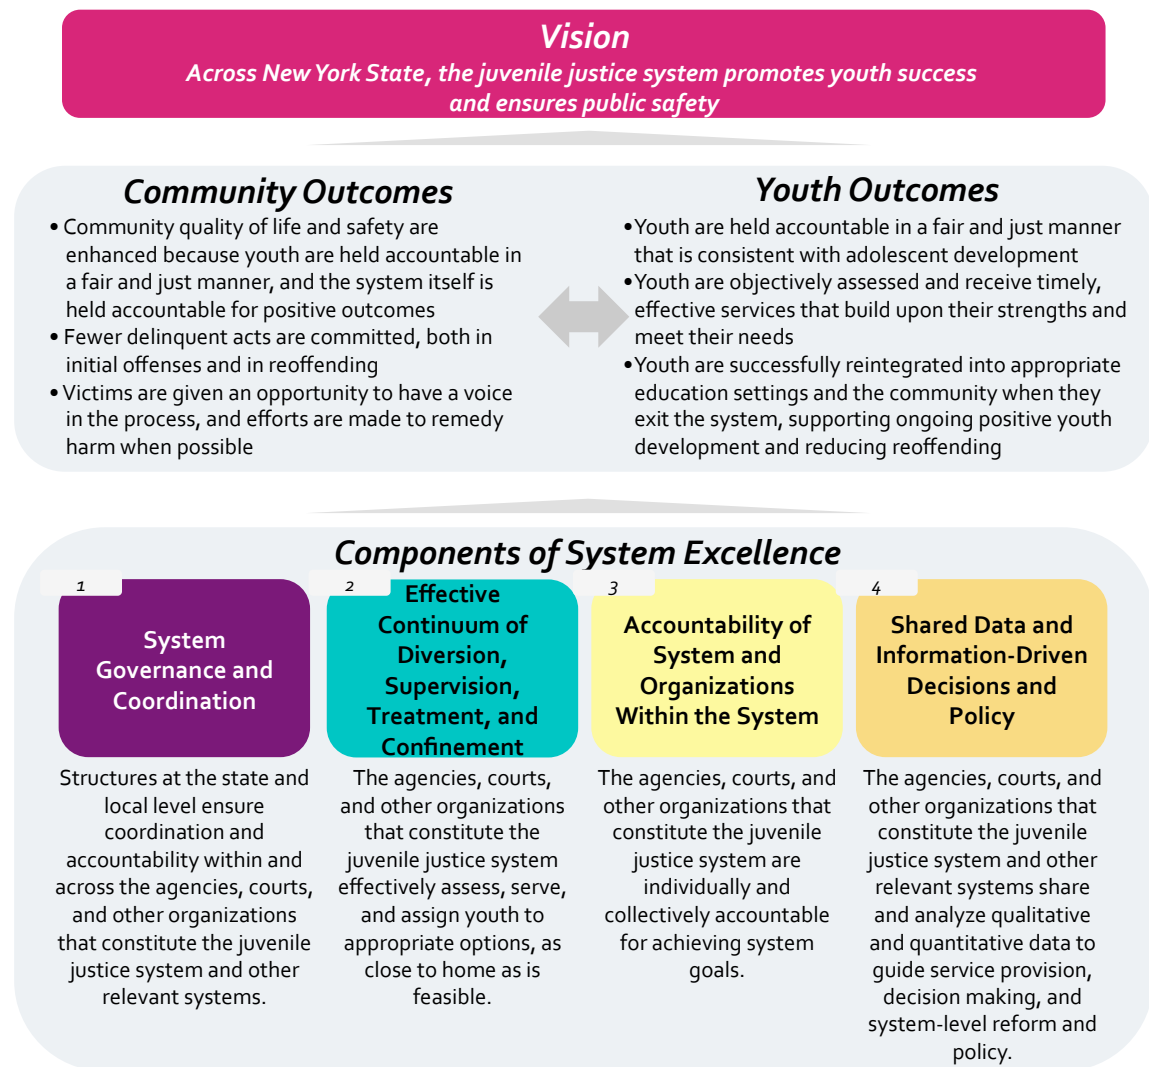 Vision
Across New York State, the juvenile justice system promotes youth success
and ensures public safety
Community Outcomes
• Community quality of life and safety are
enhanced because youth are held accountable in
a fair and just manner, and the system itself is
held accountable for positive outcomes
• Fewer delinquent acts are committed, both in
initial offenses and in reoffending
• Victims are given an opportunity to have a voice
in the process, and efforts are made to remedy
harm when possible
Youth Outcomes
•Youth are held accountable in a fair and just manner
that is consistent with adolescent development
•Youth are objectively assessed and receive timely,
effective services that build upon their strengths and
meet their needs
•Youth are successfully reintegrated into appropriate
education settings and the community when they
exit the system, supporting ongoing positive youth
development and reducing reoffending
Components of System Excellence
1
System
Governance and
Coordination
Structures at the state and
local level ensure
coordination and
accountability within and
across the agencies, courts,
and other organizations
that constitute the juvenile
justice system and other
relevant systems.
2
Effective
Continuum of
Diversion,
Supervision,
Treatment, and
Confinement
The agencies, courts,
and other organizations
that constitute the
juvenile justice system
effectively assess, serve,
and assign youth to
appropriate options, as
close to home as is
feasible.
3
Accountability of
System and
Organizations
Within the System
The agencies, courts, and
other organizations that
constitute the juvenile
justice system are
individually and
collectively accountable
for achieving system
goals.
4
Shared Data and
Information-Driven
Decisions and
Policy
The agencies, courts, and
other organizations that
constitute the juvenile
justice system and other
relevant systems share
and analyze qualitative
and quantitative data to
guide service provision,
decision making, and
system-level reform and
policy.